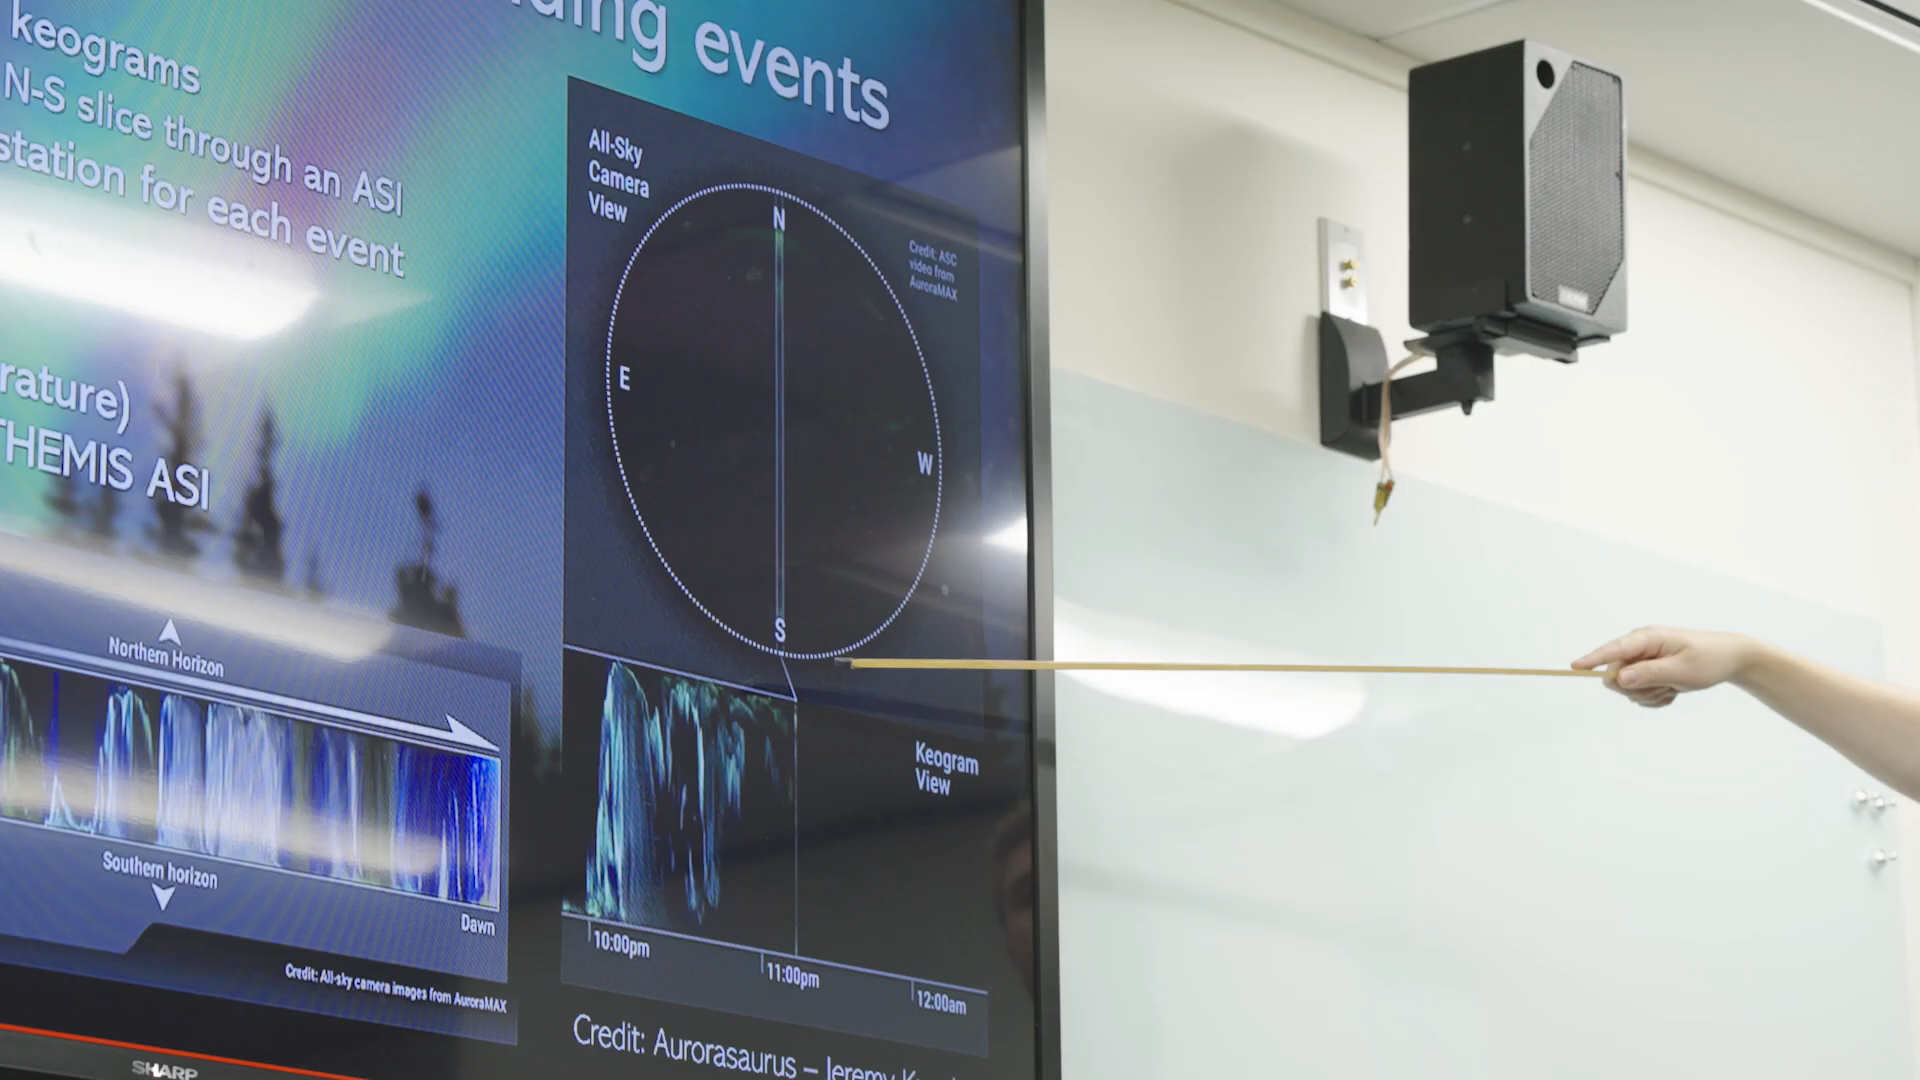 events
keograms
N-S slice through an ASI
station for each event
THEMIS ASI
All-Sky
Camera
View
N
E
W
S
Credit: ASC
video from
AuroraMAX
Northern Horizon
Southern horizon
Dawn
Credit: All-sky camera images from AuroraMAX
Keogram
View
10:00pm
11:00pm
12:00am
Credit: Aurorasaurus – Jeremy
SHARP